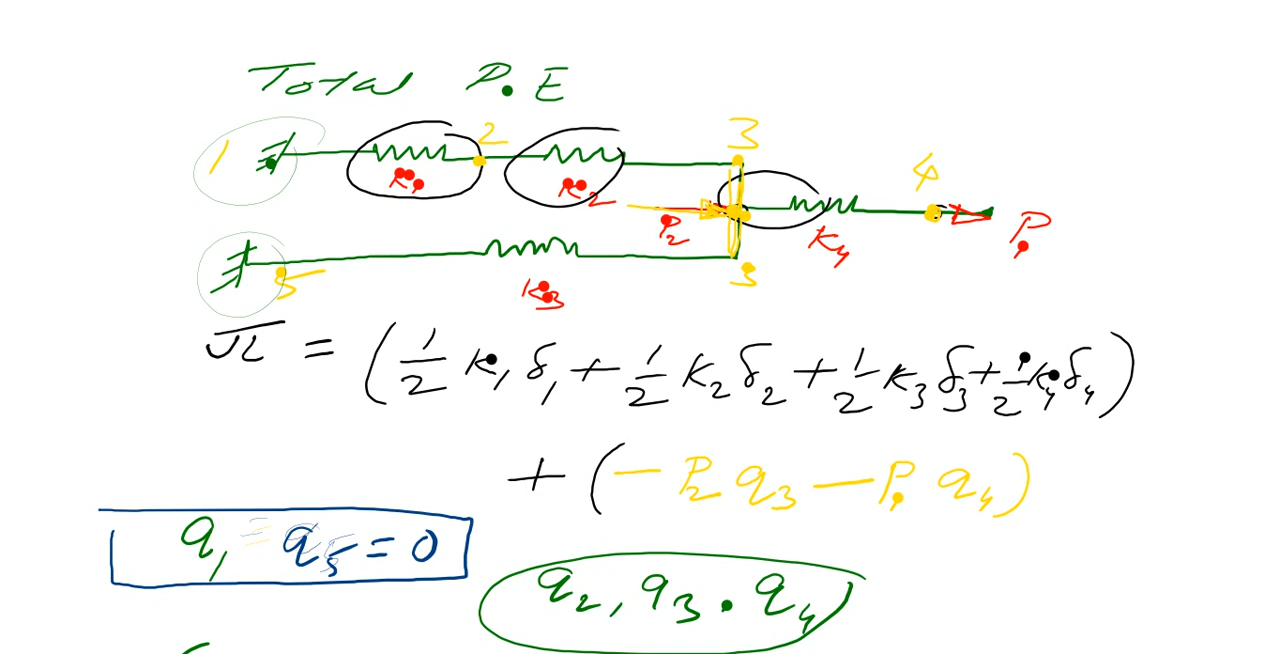 Total P.E
1 2 3 4
K1 K2
P2 K4 P.
5 3
K3
π = (1/2 K1 δ1 + 1/2 K2 δ2 + 1/2 K3 δ3 + 1/2 K4 δ4)
+ (- P2 q3 - P. q4)
q1 = q5 = 0
q2, q3 . q4